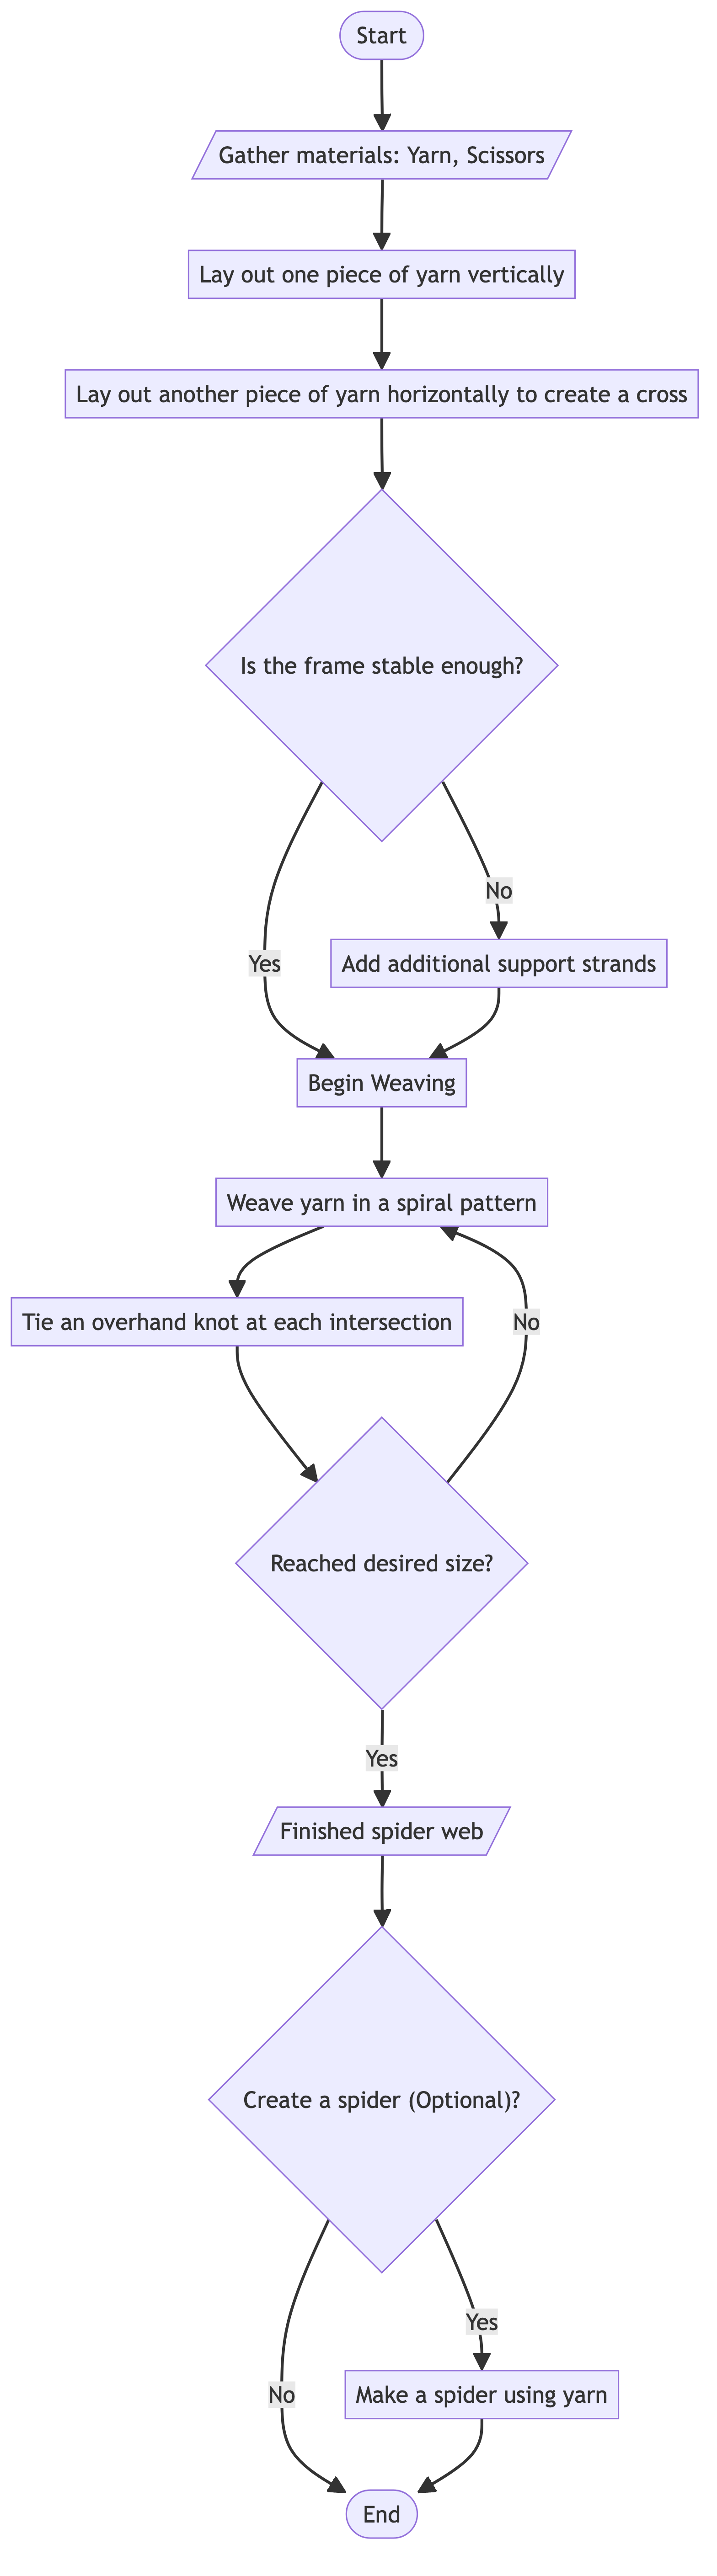 Start
Gather materials: Yarn, Scissors
Lay out one piece of yarn vertically
Lay out another piece of yarn horizontally to create a cross
Is the frame stable enough?
No
Yes
Add additional support strands
Begin Weaving
Weave yarn in a spiral pattern
Tie an overhand knot at each intersection
No
Reached desired size?
Yes
Finished spider web
Create a spider (Optional)?
Yes
No
Make a spider using yarn
End